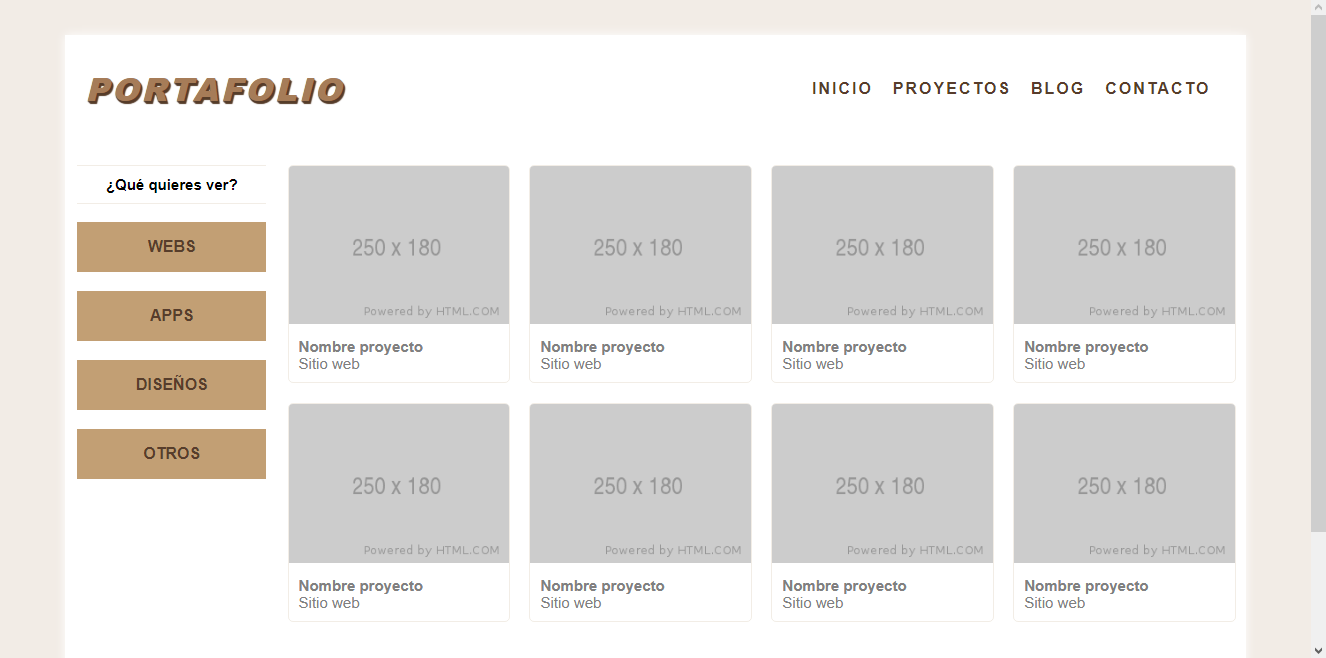 PORTAFOLIO
INICIO PROYECTOS BLOG CONTACTO
¿Qué quieres ver?
WEBS
APPS
DISEÑOS
OTROS
250 x 180
Powered by HTML.COM
Nombre proyecto
Sitio web
250 x 180
Powered by HTML.COM
Nombre proyecto
Sitio web
250 x 180
Powered by HTML.COM
Nombre proyecto
Sitio web
250 x 180
Powered by HTML.COM
Nombre proyecto
Sitio web
250 x 180
Powered by HTML.COM
Nombre proyecto
Sitio web
250 x 180
Powered by HTML.COM
Nombre proyecto
Sitio web
250 x 180
Powered by HTML.COM
Nombre proyecto
Sitio web
250 x 180
Powered by HTML.COM
Nombre proyecto
Sitio web